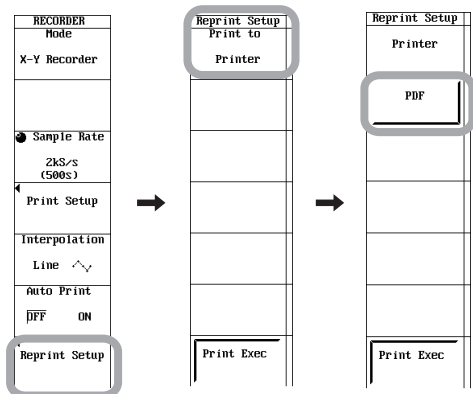 RECORDER
Mode
X-Y Recorder
Sample Rate
2kS/s
(500s)
Print Setup
Interpolation
Line
Auto Print
OFF ON
Reprint Setup
Reprint Setup
Print to
Printer
Print Exec
Reprint Setup
Printer
PDF
Print Exec